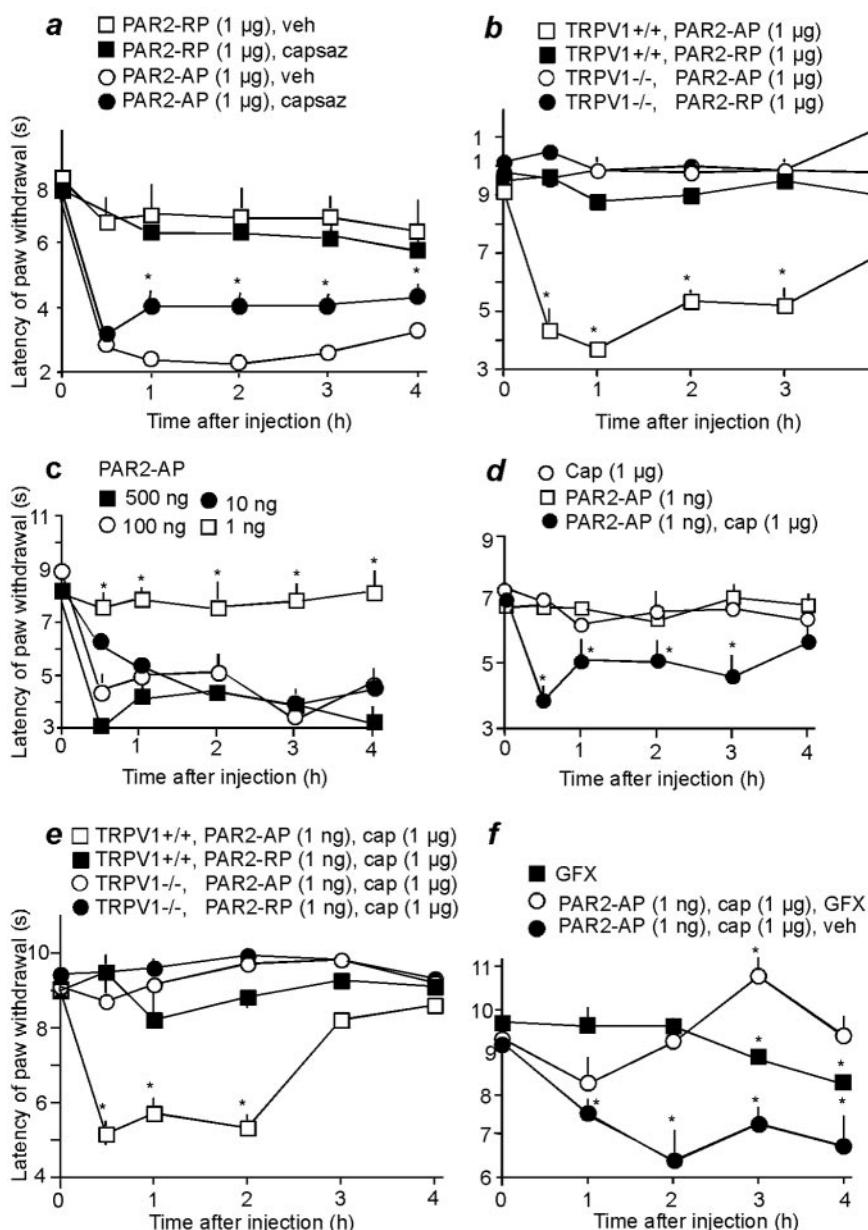 a
PAR2-RP (1 µg), veh
PAR2-RP (1 µg), capsaz
PAR2-AP (1 µg), veh
PAR2-AP (1 µg), capsaz
Latency of paw withdrawal (s)
8
6
4
2
* * * *
0 1 2 3 4
Time after injection (h)
b
TRPV1+/+, PAR2-AP (1 µg)
TRPV1+/+, PAR2-RP (1 µg)
TRPV1-/-, PAR2-AP (1 µg)
TRPV1-/-, PAR2-RP (1 µg)
1
1
9
7
5
3
* * * *
0 1 2 3
Time after injection (h)
c
PAR2-AP
500 ng 10 ng
100 ng 1 ng
Latency of paw withdrawal (s)
11
9
7
5
3
* * * * *
0 1 2 3 4
Time after injection (h)
d
Cap (1 µg)
PAR2-AP (1 ng)
PAR2-AP (1 ng), cap (1 µg)
9
7
5
3
* * * *
0 1 2 3 4
Time after injection (h)
e
TRPV1+/+, PAR2-AP (1 ng), cap (1 µg)
TRPV1+/+, PAR2-RP (1 ng), cap (1 µg)
TRPV1-/-, PAR2-AP (1 ng), cap (1 µg)
TRPV1-/-, PAR2-RP (1 ng), cap (1 µg)
Latency of paw withdrawal (s)
10
8
6
4
* * *
0 1 2 3 4
Time after injection (h)
f
GFX
PAR2-AP (1 ng), cap (1 µg), GFX
PAR2-AP (1 ng), cap (1 µg), veh
11
10
9
8
7
6
* * * * * * *
0 1 2 3 4
Time after injection (h)